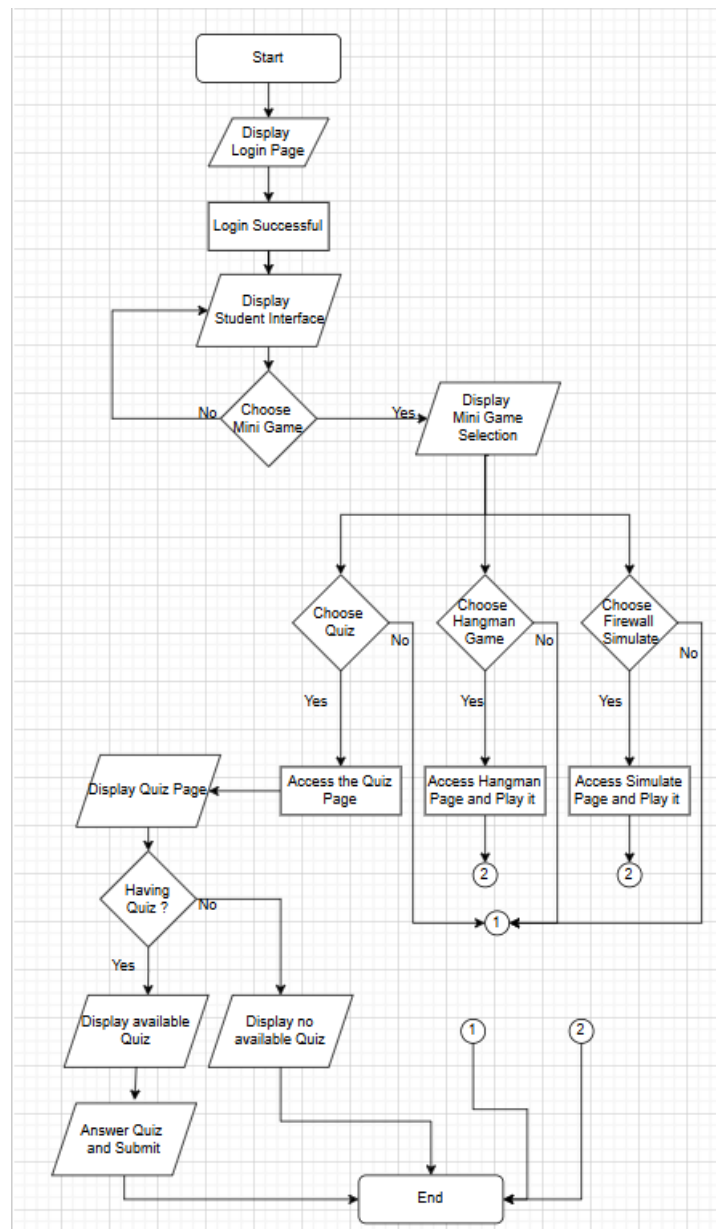 Start
Display
Login Page
Login Successful
Display
Student Interface
No
Choose
Mini Game
Yes
Display
Mini Game
Selection
Choose
Quiz
No
Choose
Hangman
Game
No
Choose
Firewall
Simulate
No
Yes
Yes
Yes
Display Quiz Page
Access the Quiz
Page
Access Hangman
Page and Play it
Access Simulate
Page and Play it
2
2
Having
Quiz ?
No
1
Yes
Display available
Quiz
Display no
available Quiz
1
2
Answer Quiz
and Submit
End